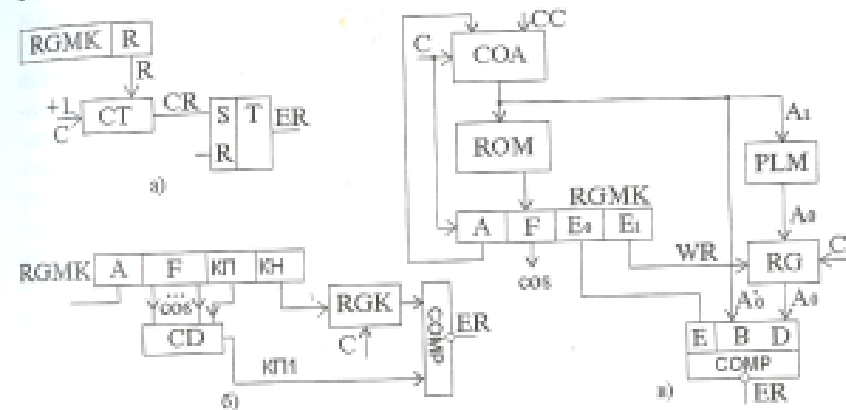 RGMK R
R
+1
C
CT
CR
S T
R
ER
а)
RGMK A F КП КН
cos
CD
RGK
C
КП1
COMP
ER
б)
CC
C
COA
ROM
A1
PLM
RGMK
A F E0 E1
cos
WR
A0
RG
C
A'0
A0
E B D
COMP
ER
в)